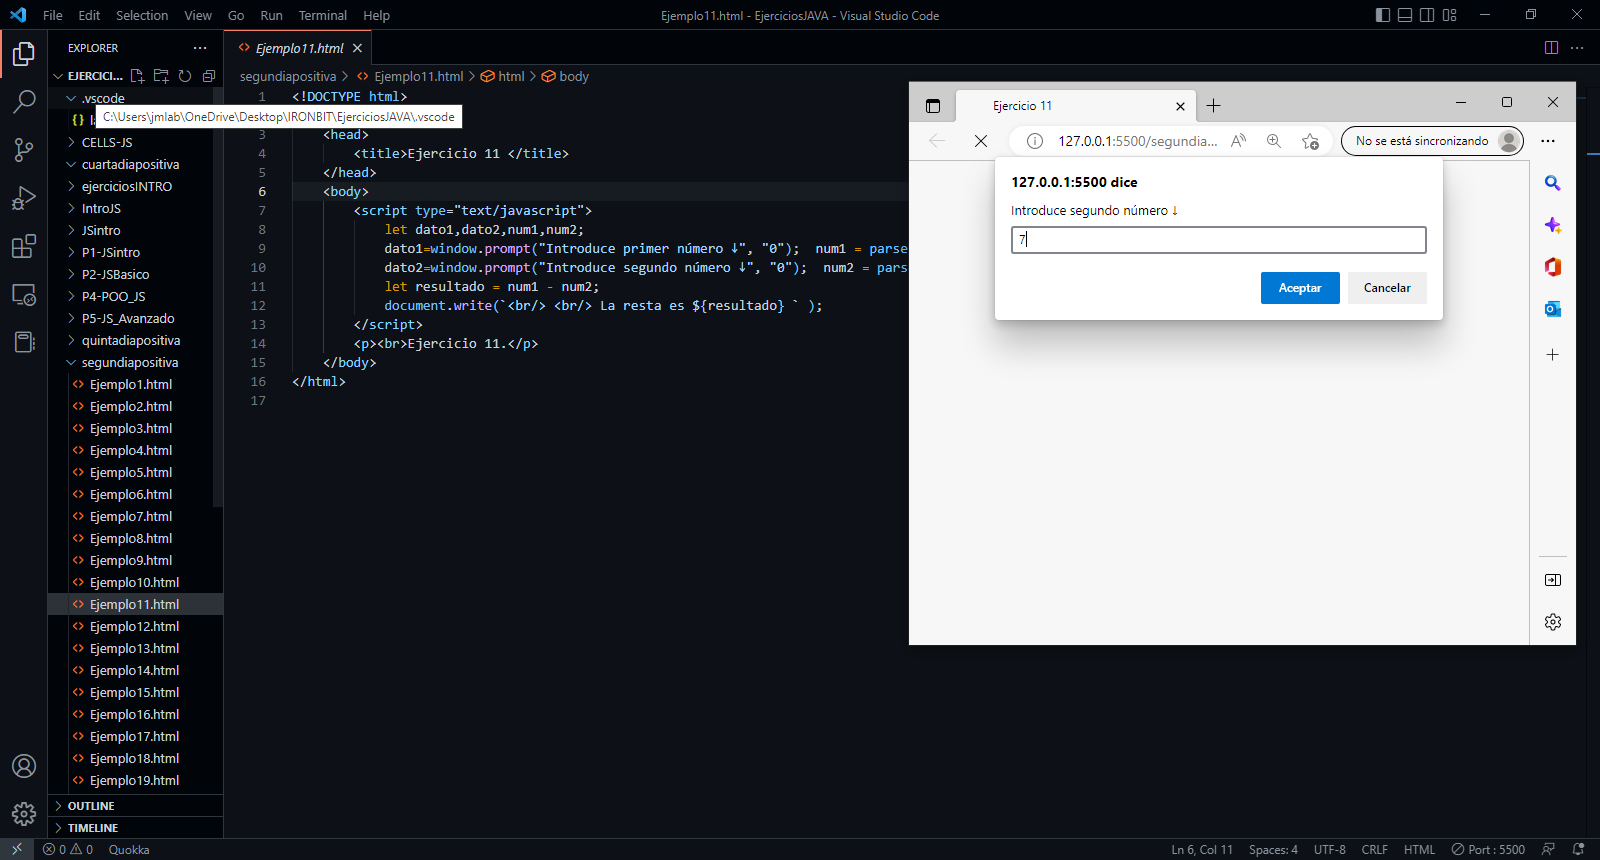 File Edit Selection View Go Run Terminal Help
Ejemplo11.html - EjerciciosJAVA - Visual Studio Code
EXPLORER
EJERCICI...
.vscode
C:\Users\jmlab\OneDrive\Desktop\IRONBIT\EjerciciosJAVA\.vscode
CELLS-JS
cuartadiapositiva
ejerciciosINTRO
IntroJS
JSintro
P1-JSintro
P2-JSBasico
P4-POO_JS
P5-JS_Avanzado
quintadiapositiva
segundiapositiva
Ejemplo1.html
Ejemplo2.html
Ejemplo3.html
Ejemplo4.html
Ejemplo5.html
Ejemplo6.html
Ejemplo7.html
Ejemplo8.html
Ejemplo9.html
Ejemplo10.html
Ejemplo11.html
Ejemplo12.html
Ejemplo13.html
Ejemplo14.html
Ejemplo15.html
Ejemplo16.html
Ejemplo17.html
Ejemplo18.html
Ejemplo19.html
OUTLINE
TIMELINE
Ejemplo11.html
segundiapositiva > Ejemplo11.html > html > body
1 <!DOCTYPE html>
3 <head>
4 <title>Ejercicio 11 </title>
5 </head>
6 <body>
7 <script type="text/javascript">
8 let dato1,dato2,num1,num2;
9 dato1=window.prompt("Introduce primer número ↓", "0");  num1 = parse
10 dato2=window.prompt("Introduce segundo número ↓", "0");  num2 = pars
11 let resultado = num1 - num2;
12 document.write(`<br/> <br/> La resta es ${resultado} ` );
13 </script>
14 <p><br>Ejercicio 11.</p>
15 </body>
16 </html>
17
Ejercicio 11
127.0.0.1:5500/segundia...
No se está sincronizando
127.0.0.1:5500 dice
Introduce segundo número ↓
7
Aceptar Cancelar
0 0 Quokka
Ln 6, Col 11 Spaces: 4 UTF-8 CRLF HTML Port : 5500